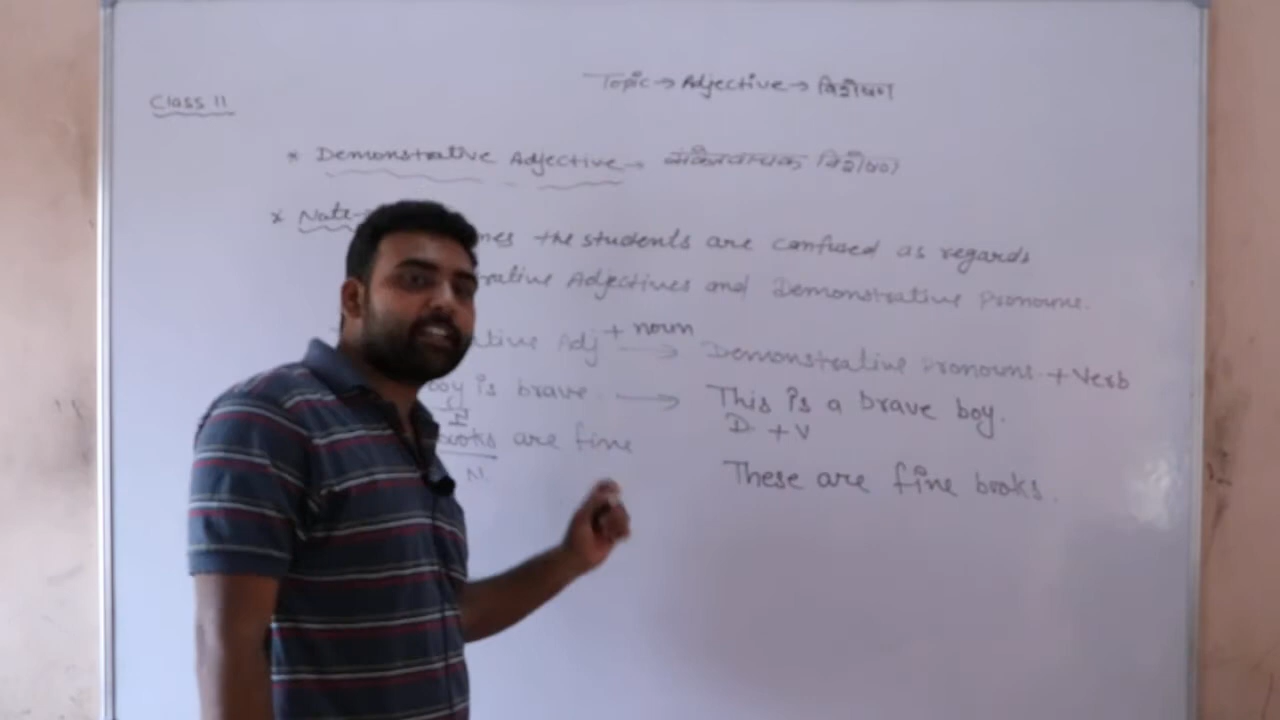 Topic → Adjective → विशेषण
Class 11
* Demonstrative Adjective → संकेतवाचक विशेषण
* Note
mes the students are confused as regards
rative Adjectives and Demonstrative Pronouns.
ative Adj + noun → Demonstrative Pronouns + Verb
boy is brave → This is a brave boy.
D + V
books are fine
N.
These are fine books.